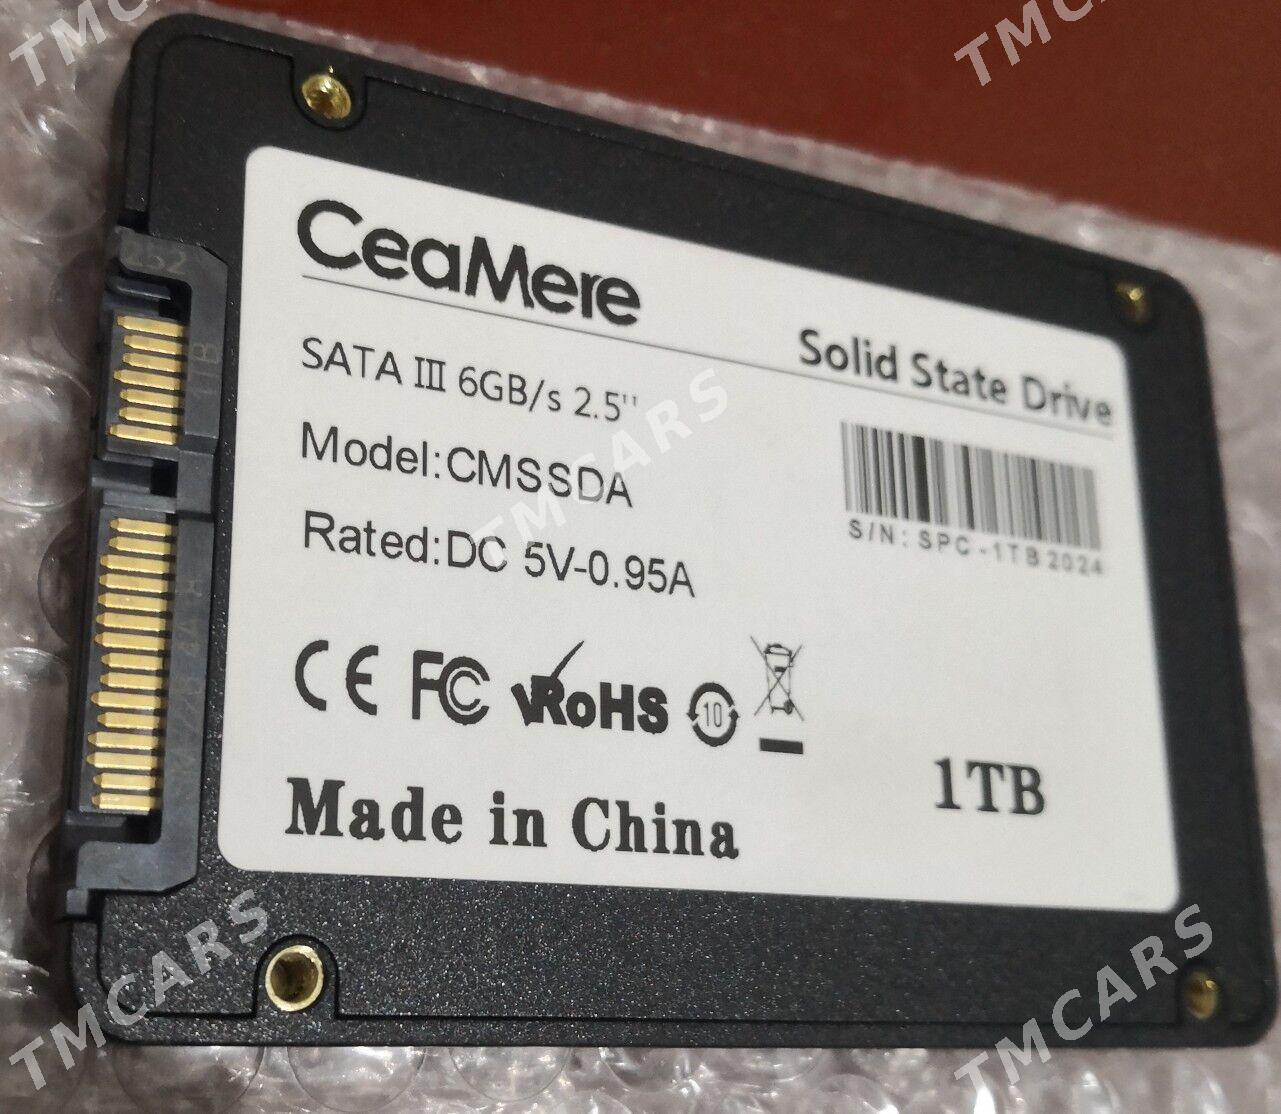 TMCARS
TMCARS
CeaMere
Solid State Drive
SATA III 6GB/s 2.5''
Model:CMSSDA
TMCARS
Rated:DC 5V-0.95A
S/N: SPC-1TB2024
CE FC RoHS 10
1TB
Made in China
TMCARS
TMCARS